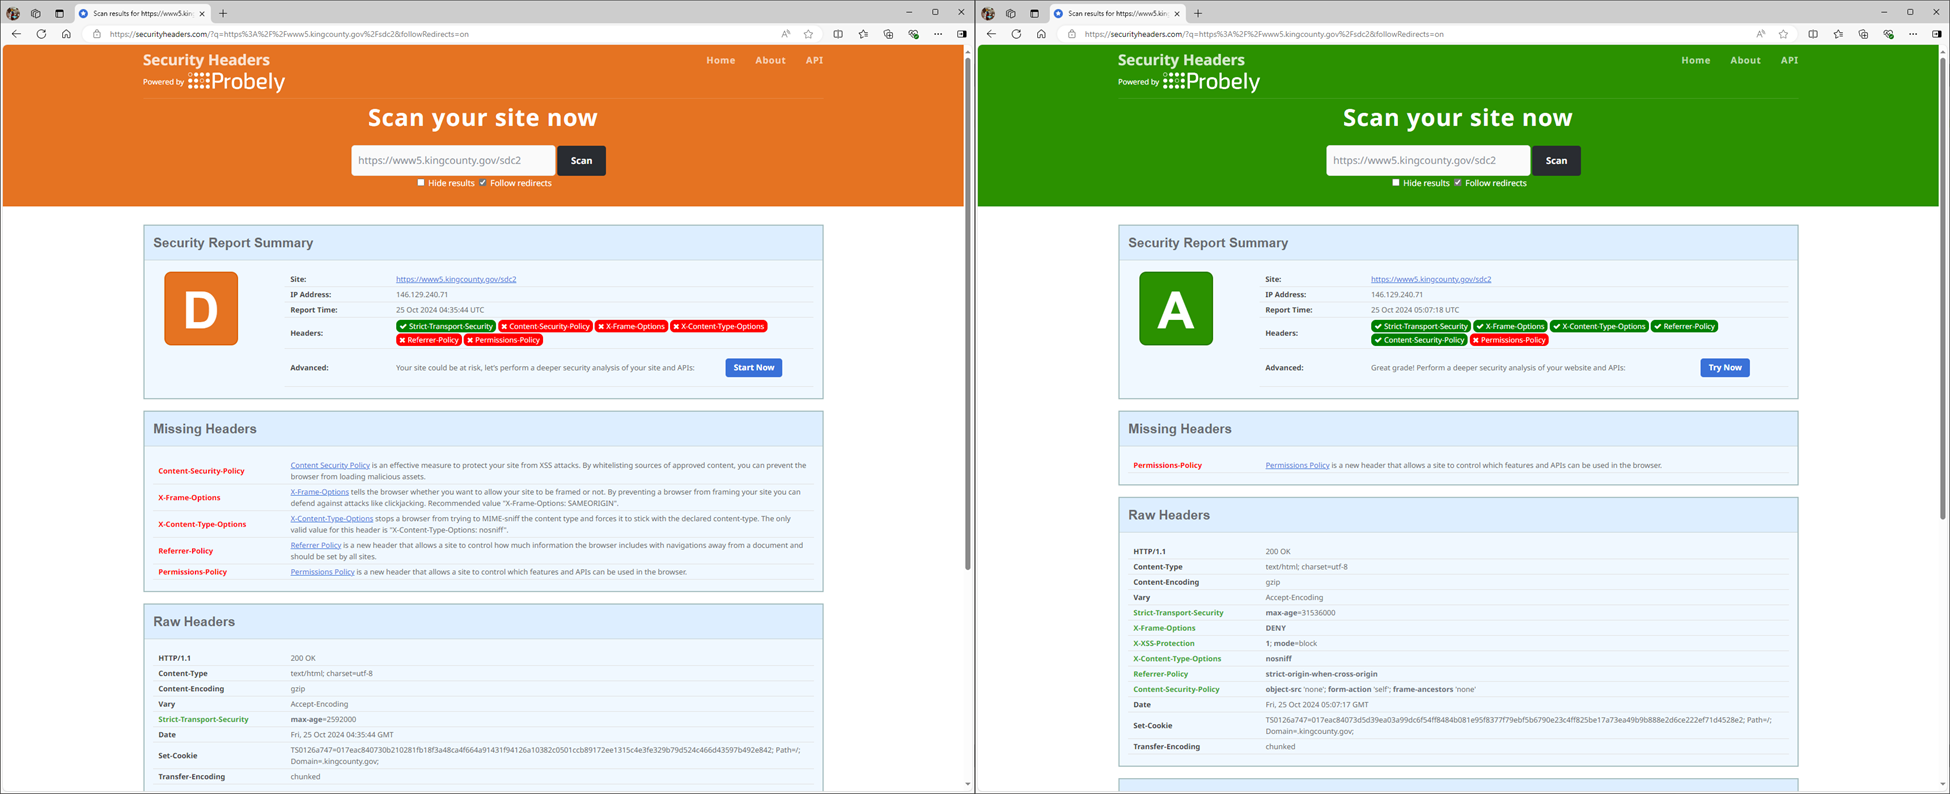 Scan results for https://www5.king
https://securityheaders.com/?q=https%3A%2F%2Fwww5.kingcounty.gov%2Fsdc2&followRedirects=on
Security Headers
Home About API
Powered by Probely
Scan your site now
https://www5.kingcounty.gov/sdc2 Scan
Hide results Follow redirects
Security Report Summary
D
Site: https://www5.kingcounty.gov/sdc2
IP Address: 146.129.240.71
Report Time: 25 Oct 2024 04:35:44 UTC
Headers: Strict-Transport-Security Content-Security-Policy X-Frame-Options X-Content-Type-Options
Referrer-Policy Permissions-Policy
Advanced: Your site could be at risk, let's perform a deeper security analysis of your site and APIs: Start Now
Missing Headers
Content-Security-Policy Content Security Policy is an effective measure to protect your site from XSS attacks. By whitelisting sources of approved content, you can prevent the
browser from loading malicious assets.
X-Frame-Options X-Frame-Options tells the browser whether you want to allow your site to be framed or not. By preventing a browser from framing your site you can
defend against attacks like clickjacking. Recommended value "X-Frame-Options: SAMEORIGIN".
X-Content-Type-Options X-Content-Type-Options stops a browser from trying to MIME-sniff the content type and forces it to stick with the declared content-type. The only
valid value for this header is "X-Content-Type-Options: nosniff".
Referrer-Policy Referrer Policy is a new header that allows a site to control how much information the browser includes with navigations away from a document and
should be set by all sites.
Permissions-Policy Permissions Policy is a new header that allows a site to control which features and APIs can be used in the browser.
Raw Headers
HTTP/1.1 200 OK
Content-Type text/html; charset=utf-8
Content-Encoding gzip
Vary Accept-Encoding
Strict-Transport-Security max-age=2592000
Date Fri, 25 Oct 2024 04:35:44 GMT
Set-Cookie TS0126a747=017eac840730b210281fb18f3a48ca4f664a91431f94126a10382c0501ccb89172ee1315c4e3fe329b79d524c466d43597b492e842; Path=/;
Domain=.kingcounty.gov;
Transfer-Encoding chunked
Scan results for https://www5.king
https://securityheaders.com/?q=https%3A%2F%2Fwww5.kingcounty.gov%2Fsdc2&followRedirects=on
Security Headers
Home About API
Powered by Probely
Scan your site now
https://www5.kingcounty.gov/sdc2 Scan
Hide results Follow redirects
Security Report Summary
A
Site: https://www5.kingcounty.gov/sdc2
IP Address: 146.129.240.71
Report Time: 25 Oct 2024 05:07:18 UTC
Headers: Strict-Transport-Security X-Frame-Options X-Content-Type-Options Referrer-Policy
Content-Security-Policy Permissions-Policy
Advanced: Great grade! Perform a deeper security analysis of your website and APIs: Try Now
Missing Headers
Permissions-Policy Permissions Policy is a new header that allows a site to control which features and APIs can be used in the browser.
Raw Headers
HTTP/1.1 200 OK
Content-Type text/html; charset=utf-8
Content-Encoding gzip
Vary Accept-Encoding
Strict-Transport-Security max-age=31536000
X-Frame-Options DENY
X-XSS-Protection 1; mode=block
X-Content-Type-Options nosniff
Referrer-Policy strict-origin-when-cross-origin
Content-Security-Policy object-src 'none'; form-action 'self'; frame-ancestors 'none'
Date Fri, 25 Oct 2024 05:07:17 GMT
Set-Cookie TS0126a747=017eac84073d5d39ea03a99dc6f54ff8484b081e95f8377f79ebf5b6790e23c4ff825be17a73ea49b9b888e2d6ce222ef71d4528e2; Path=/;
Domain=.kingcounty.gov;
Transfer-Encoding chunked